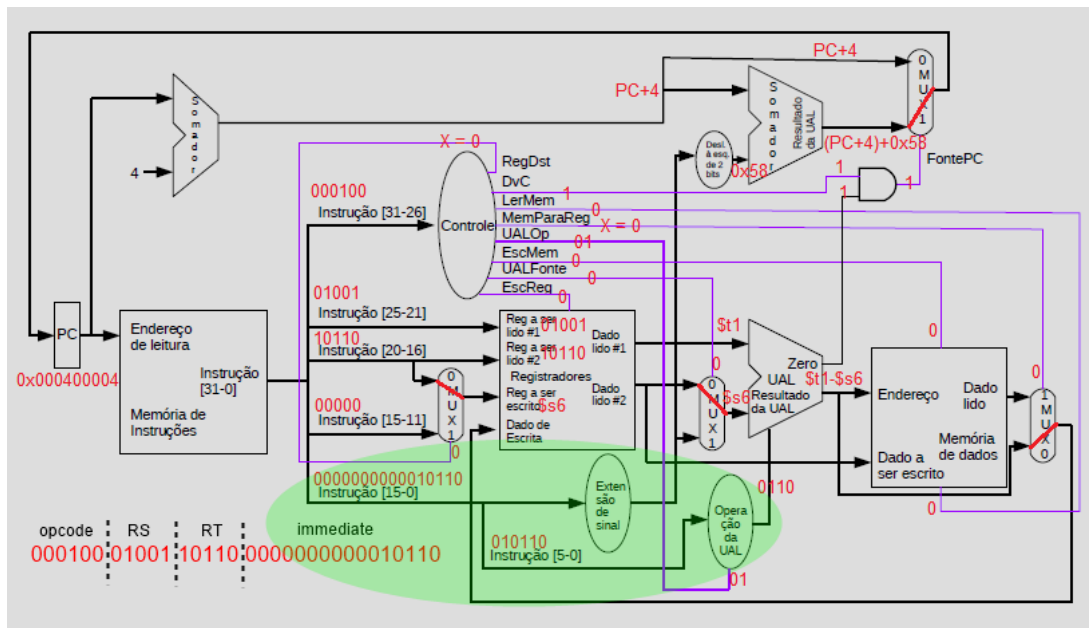 PC+4
0
M
U
X
1
PC+4
Somador
Somador
Resultado da UAL
(PC+4)+0x58
4
Desl. à esq. de 2 bits
0x58
FontePC
X = 0
RegDst
DvC
1
LerMem
0
MemParaReg
X = 0
UALOp
01
EscMem
0
UALFonte
0
EscReg
0
1
1
1
Controle
000100
Instrução [31-26]
01001
Instrução [25-21]
10110
Instrução [20-16]
00000
Instrução [15-11]
0000000000010110
Instrução [15-0]
010110
Instrução [5-0]
PC
0x000400004
Endereço
de leitura
Instrução
[31-0]
Memória de
Instruções
0
M
U
X
1
0
Reg a ser
lido #1
01001
Reg a ser
lido #2
10110
Registradores
Reg a ser
escrito
$s6
Dado de
Escrita
Dado
lido #1
Dado
lido #2
0
0
M
U
X
1
$t1
$s6
Zero
UAL
Resultado
da UAL
$t1-$s6
0
Endereço
Dado
lido
Memória
de dados
Dado a
ser escrito
0
0
1
M
U
X
0
Exten
são
de
sinal
0110
Opera
ção
da
UAL
01
opcode RS RT immediate
000100 01001 10110 0000000000010110